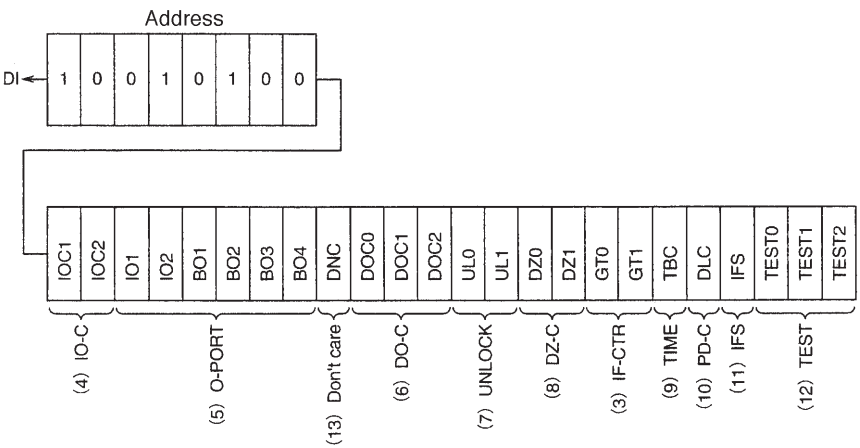 Address
DI 1 0 0 1 0 1 0 0
IOC1 IOC2 IO1 IO2 BO1 BO2 BO3 BO4 DNC DOC0 DOC1 DOC2 UL0 UL1 DZ0 DZ1 GT0 GT1 TBC DLC IFS TEST0 TEST1 TEST2
(4) IO-C
(5) O-PORT
(13) Don't care
(6) DO-C
(7) UNLOCK
(8) DZ-C
(3) IF-CTR
(9) TIME
(10) PD-C
(11) IFS
(12) TEST